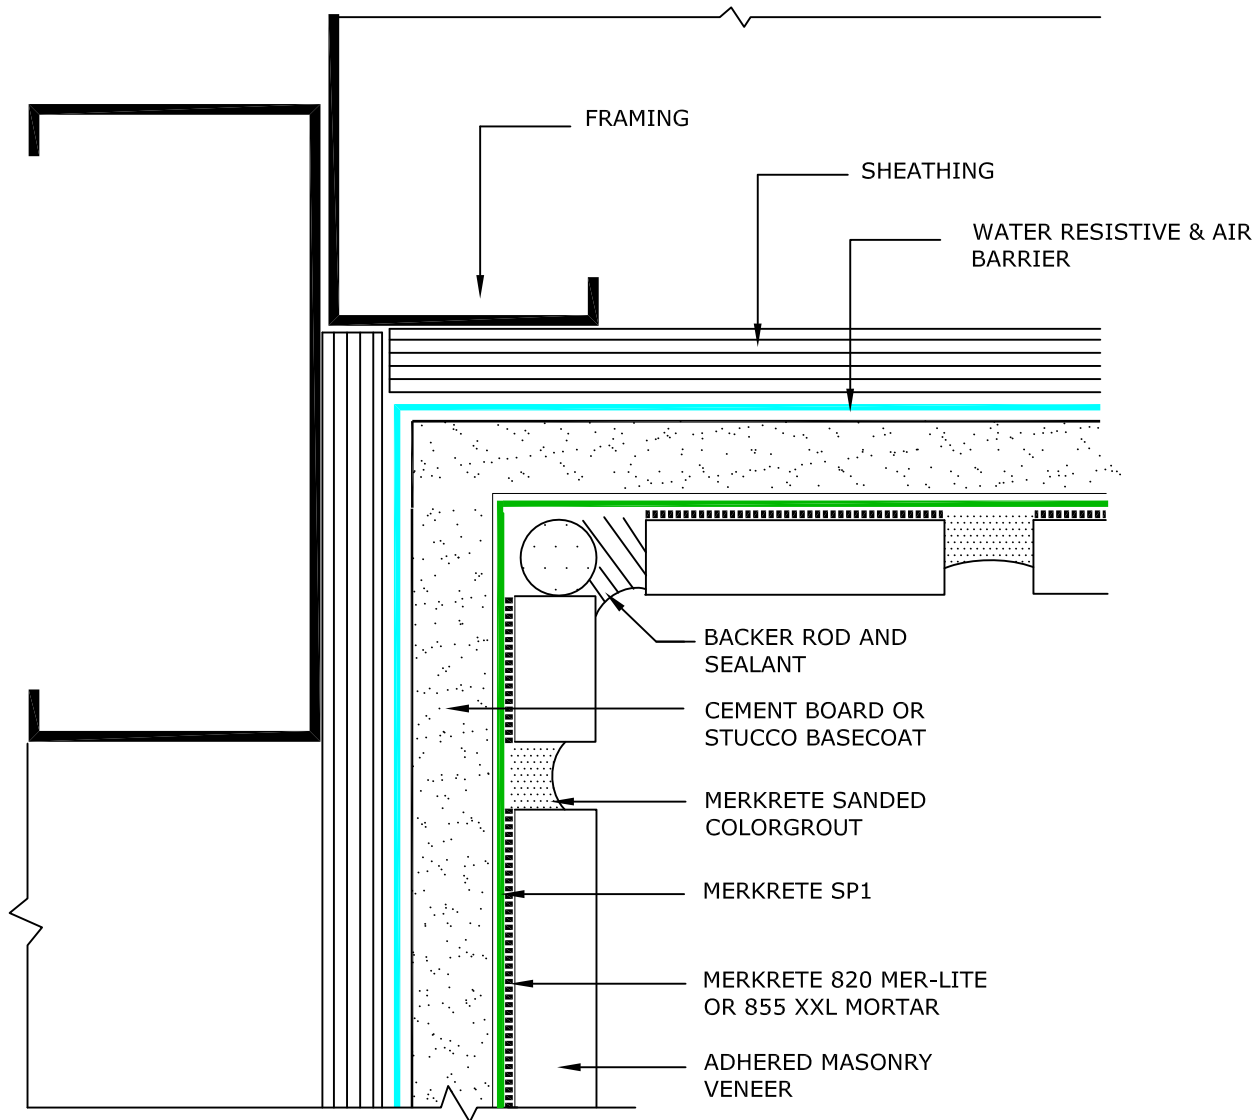 FRAMING
SHEATHING
WATER RESISTIVE & AIR
BARRIER
BACKER ROD AND
SEALANT
CEMENT BOARD OR
STUCCO BASECOAT
MERKRETE SANDED
COLORGROUT
MERKRETE SP1
MERKRETE 820 MER-LITE
OR 855 XXL MORTAR
ADHERED MASONRY
VENEER